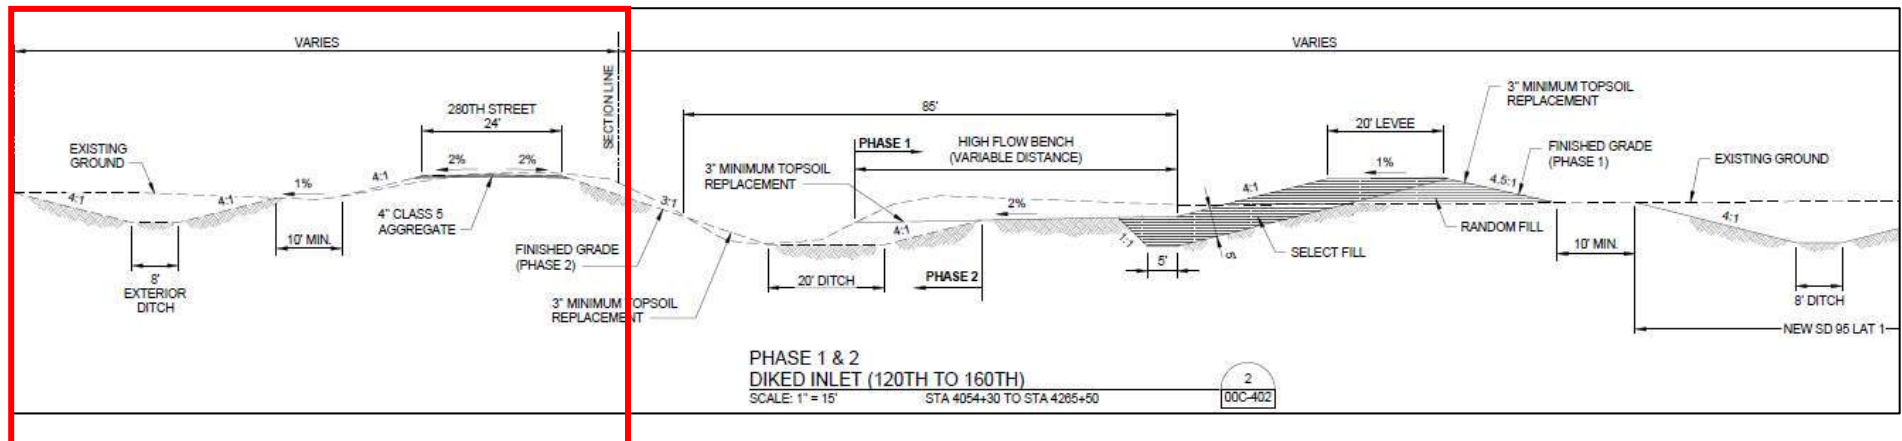 VARIES
VARIES
SECTION LINE
280TH STREET
24'
EXISTING
GROUND
2%
2%
4:1
4:1
1%
4:1
4" CLASS 5
AGGREGATE
10' MIN.
8'
EXTERIOR
DITCH
3:1
FINISHED GRADE
(PHASE 2)
3" MINIMUM TOPSOIL
REPLACEMENT
85'
PHASE 1
HIGH FLOW BENCH
(VARIABLE DISTANCE)
3" MINIMUM TOPSOIL
REPLACEMENT
2%
4:1
20' DITCH
PHASE 2
1:1
5'
4:1
20' LEVEE
1%
3" MINIMUM TOPSOIL
REPLACEMENT
FINISHED GRADE
(PHASE 1)
4.5:1
EXISTING GROUND
RANDOM FILL
SELECT FILL
10' MIN.
4:1
8' DITCH
NEW SD 95 LAT 1
PHASE 1 & 2
DIKED INLET (120TH TO 160TH)
SCALE: 1" = 15'
STA 4054+30 TO STA 4265+50
2
00C-402